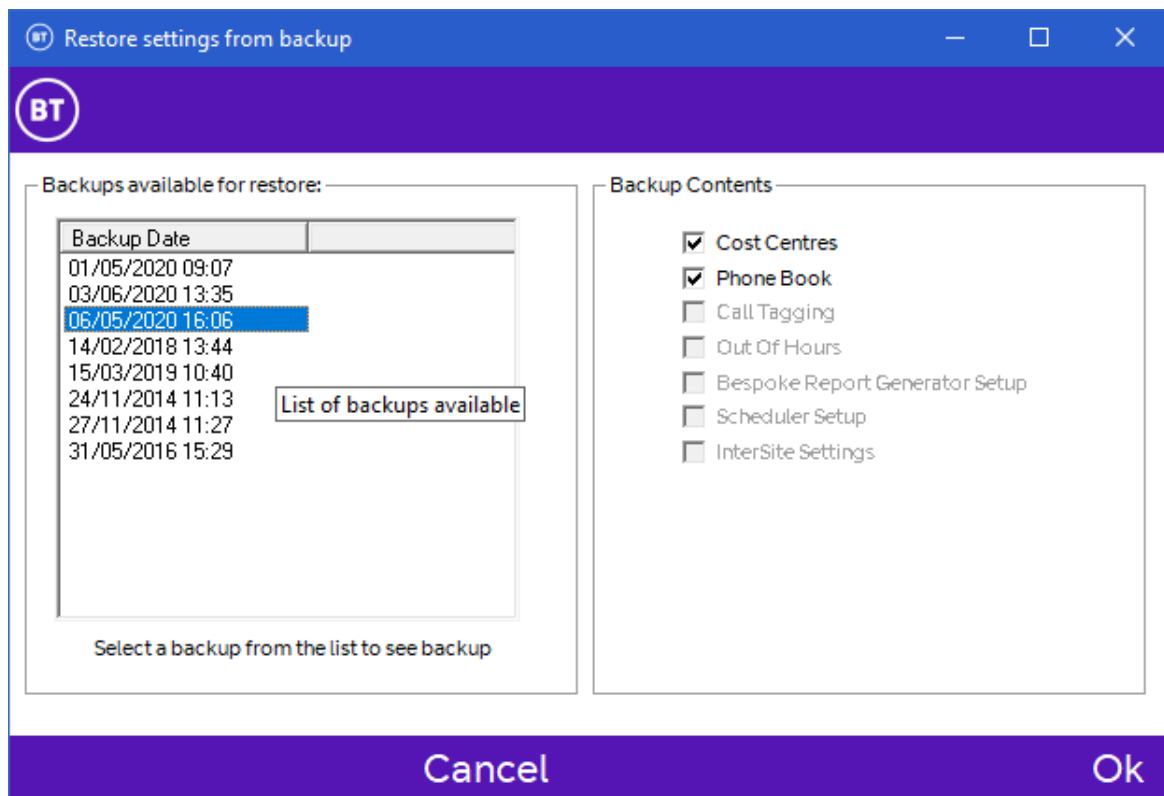 BT Restore settings from backup
BT
Backups available for restore:
Backup Date
01/05/2020 09:07
03/06/2020 13:35
06/05/2020 16:06
14/02/2018 13:44
15/03/2019 10:40
24/11/2014 11:13
27/11/2014 11:27
31/05/2016 15:29
List of backups available
Select a backup from the list to see backup
Backup Contents
Cost Centres
Phone Book
Call Tagging
Out Of Hours
Bespoke Report Generator Setup
Scheduler Setup
InterSite Settings
Cancel
Ok